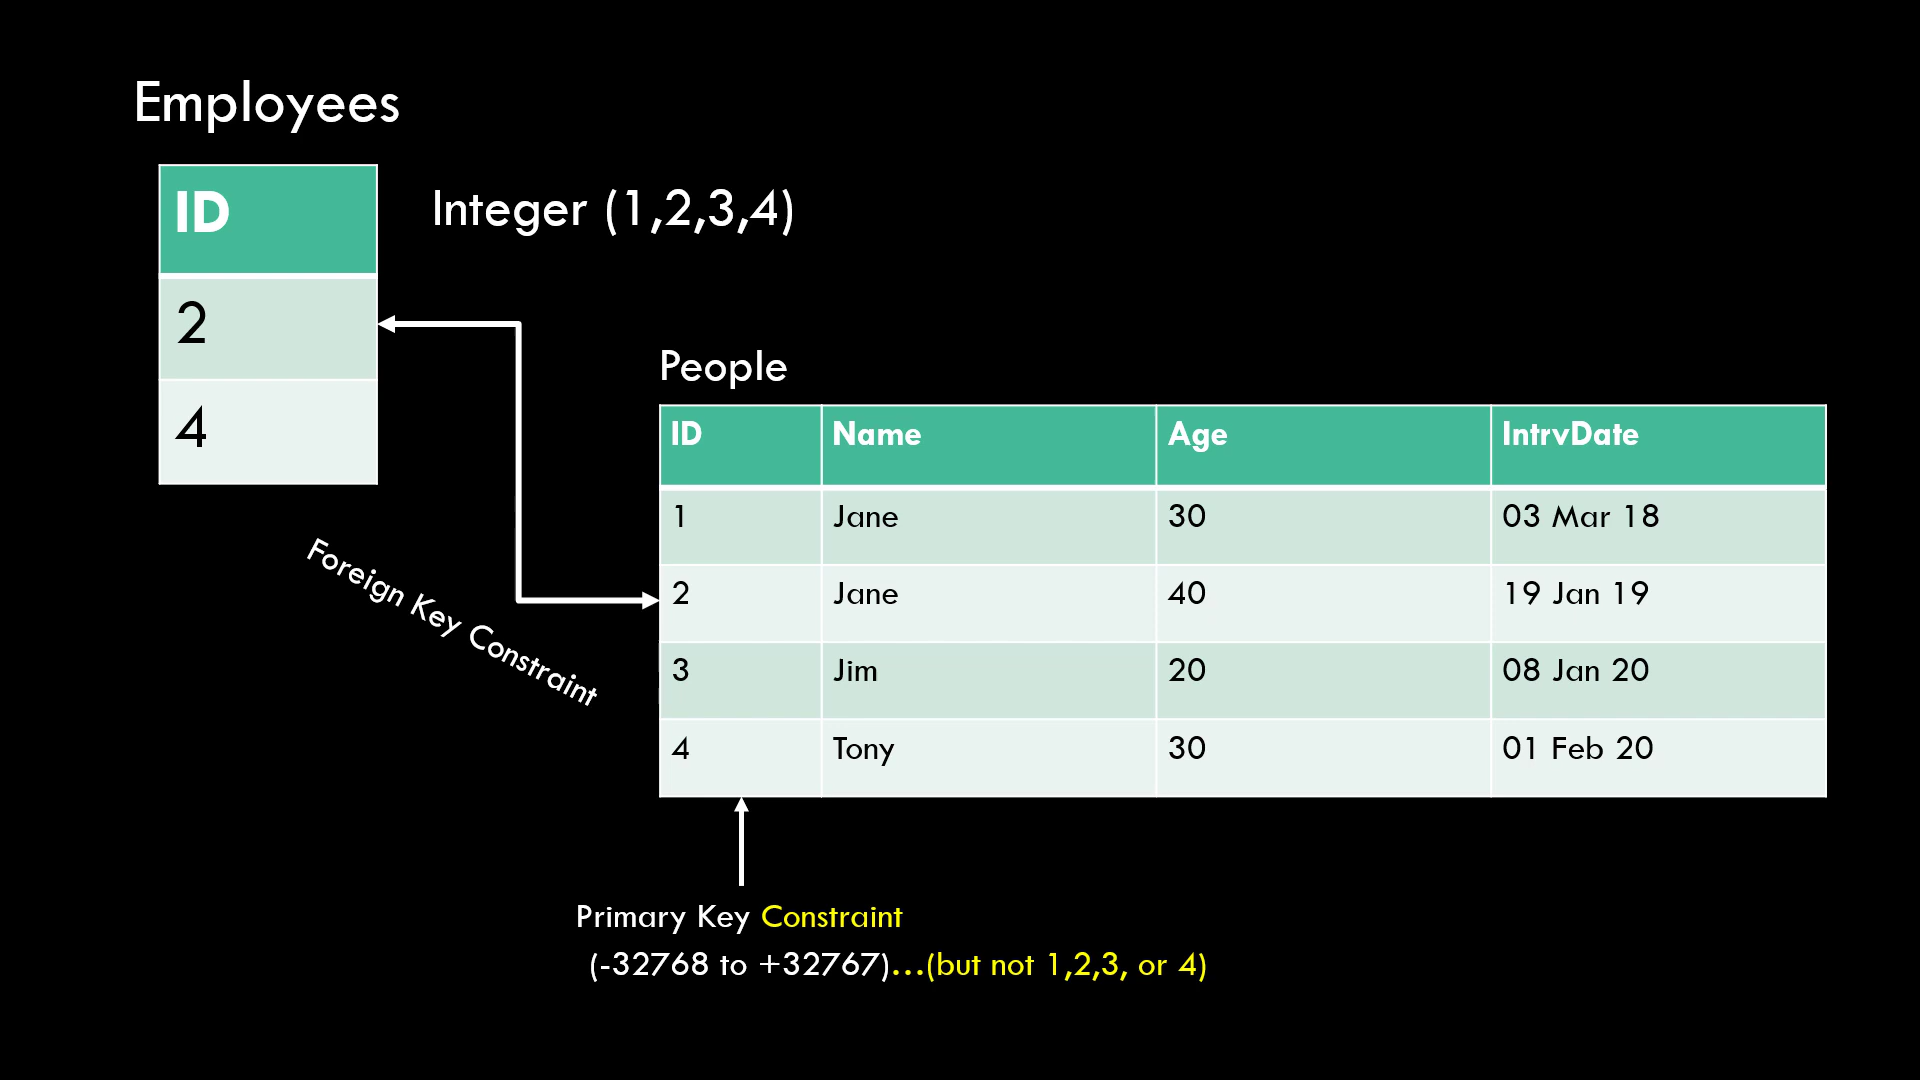 Employees
ID
2
4
Integer (1,2,3,4)
Foreign Key Constraint
People
ID Name Age IntrvDate
1 Jane 30 03 Mar 18
2 Jane 40 19 Jan 19
3 Jim 20 08 Jan 20
4 Tony 30 01 Feb 20
Primary Key Constraint
(-32768 to +32767)...(but not 1,2,3, or 4)